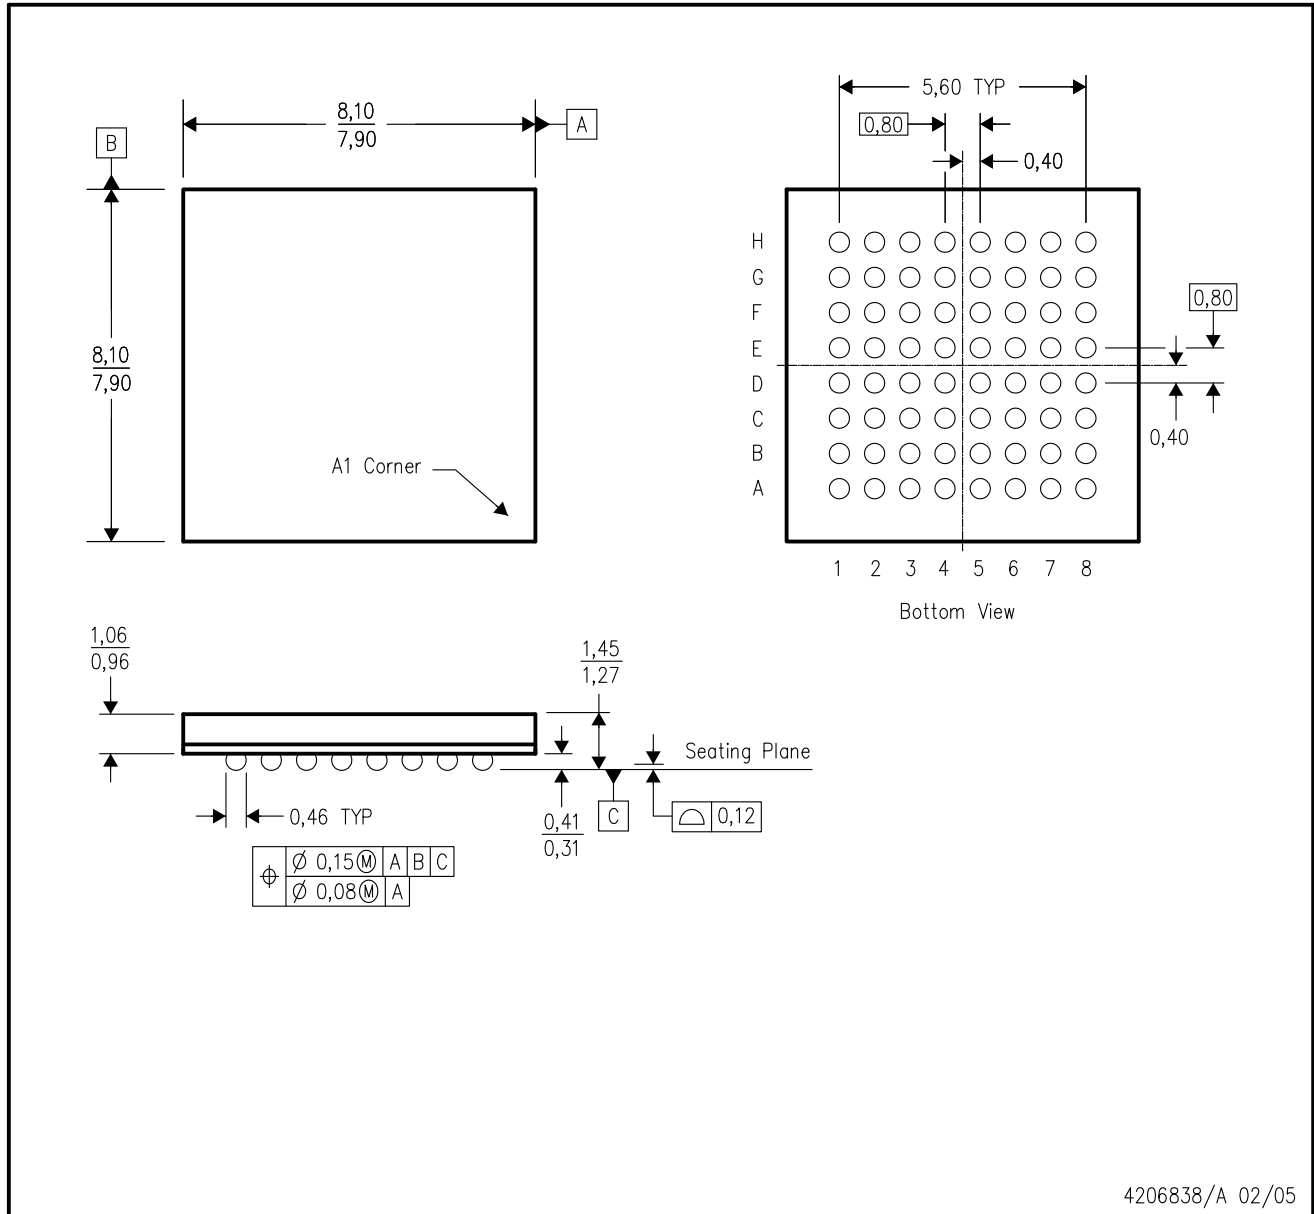 5,60 TYP
8,10
7,90
A
0,80
B
0,40
H
G
0,80
F
8,10
7,90
E
D
C
0,40
B
A1 Corner
A
1 2 3 4 5 6 7 8
Bottom View
1,06
0,96
1,45
1,27
Seating Plane
0,46 TYP
0,41
0,31
C
⌓ 0,12
⌖ Ø 0,15 Ⓜ A B C
Ø 0,08 Ⓜ A
4206838/A 02/05